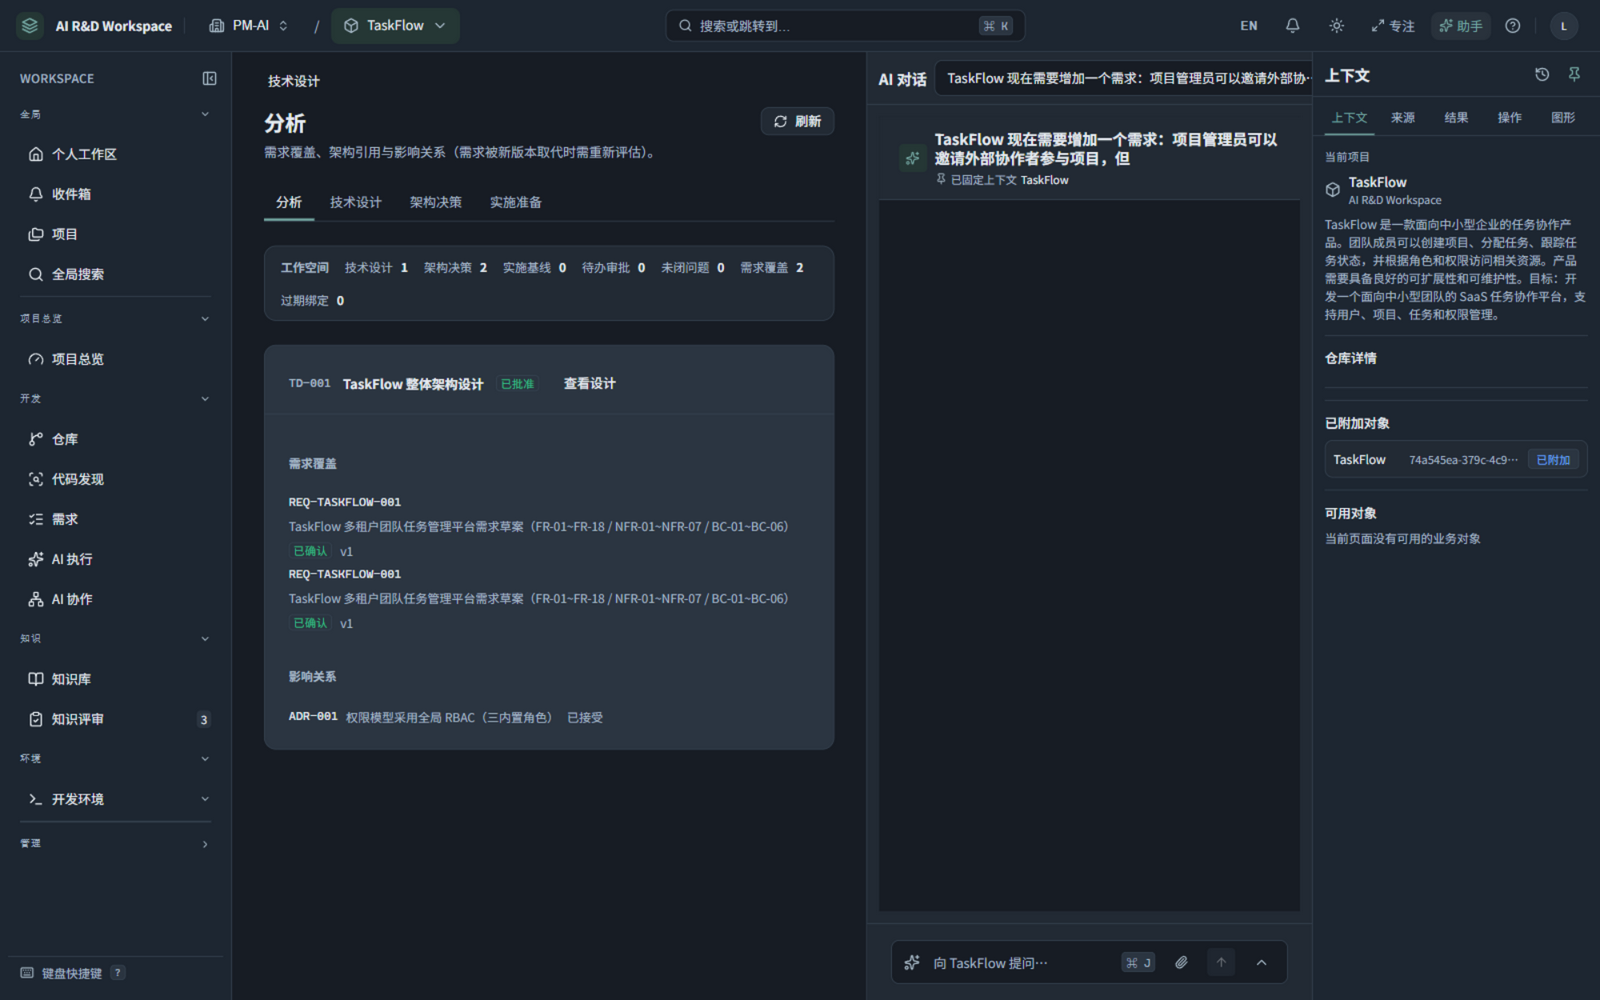 AI R&D Workspace
PM-AI
/
TaskFlow
搜索或跳转到...
⌘ K
EN
专注
助手
L
WORKSPACE
全局
个人工作区
收件箱
项目
全局搜索
项目总览
项目总览
开发
仓库
代码发现
需求
AI 执行
AI 协作
知识
知识库
知识评审
3
环境
开发环境
管理
键盘快捷键
?
技术设计
分析
刷新
需求覆盖、架构引用与影响关系（需求被新版本取代时需重新评估）。
分析
技术设计
架构决策
实施准备
工作空间 技术设计 1 架构决策 2 实施基线 0 待办审批 0 未闭问题 0 需求覆盖 2
过期绑定 0
TD-001 TaskFlow 整体架构设计 已批准 查看设计
需求覆盖
REQ-TASKFLOW-001
TaskFlow 多租户团队任务管理平台需求草案（FR-01~FR-18 / NFR-01~NFR-07 / BC-01~BC-06）
已确认 v1
REQ-TASKFLOW-001
TaskFlow 多租户团队任务管理平台需求草案（FR-01~FR-18 / NFR-01~NFR-07 / BC-01~BC-06）
已确认 v1
影响关系
ADR-001 权限模型采用全局 RBAC（三内置角色） 已接受
AI 对话
TaskFlow 现在需要增加一个需求：项目管理员可以邀请外部协…
TaskFlow 现在需要增加一个需求：项目管理员可以
邀请外部协作者参与项目，但
已固定上下文 TaskFlow
向 TaskFlow 提问…
⌘ J
上下文
上下文
来源
结果
操作
图形
当前项目
TaskFlow
AI R&D Workspace
TaskFlow 是一款面向中小型企业的任务协作产
品。团队成员可以创建项目、分配任务、跟踪任
务状态，并根据角色和权限访问相关资源。产品
需要具备良好的可扩展性和可维护性。目标：开
发一个面向中小型团队的 SaaS 任务协作平台，支
持用户、项目、任务和权限管理。
仓库详情
已附加对象
TaskFlow 74a545ea-379c-4c9… 已附加
可用对象
当前页面没有可用的业务对象